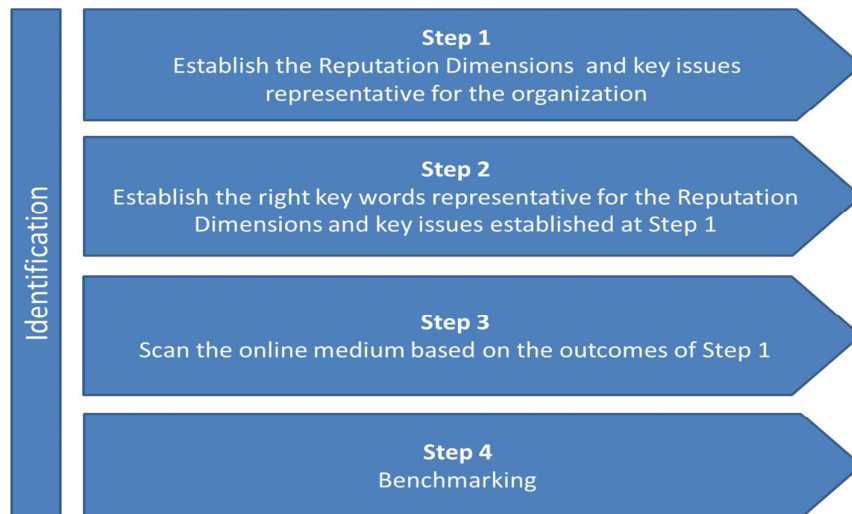 Identification
Step 1
Establish the Reputation Dimensions and key issues
representative for the organization
Step 2
Establish the right key words representative for the Reputation
Dimensions and key issues established at Step 1
Step 3
Scan the online medium based on the outcomes of Step 1
Step 4
Benchmarking